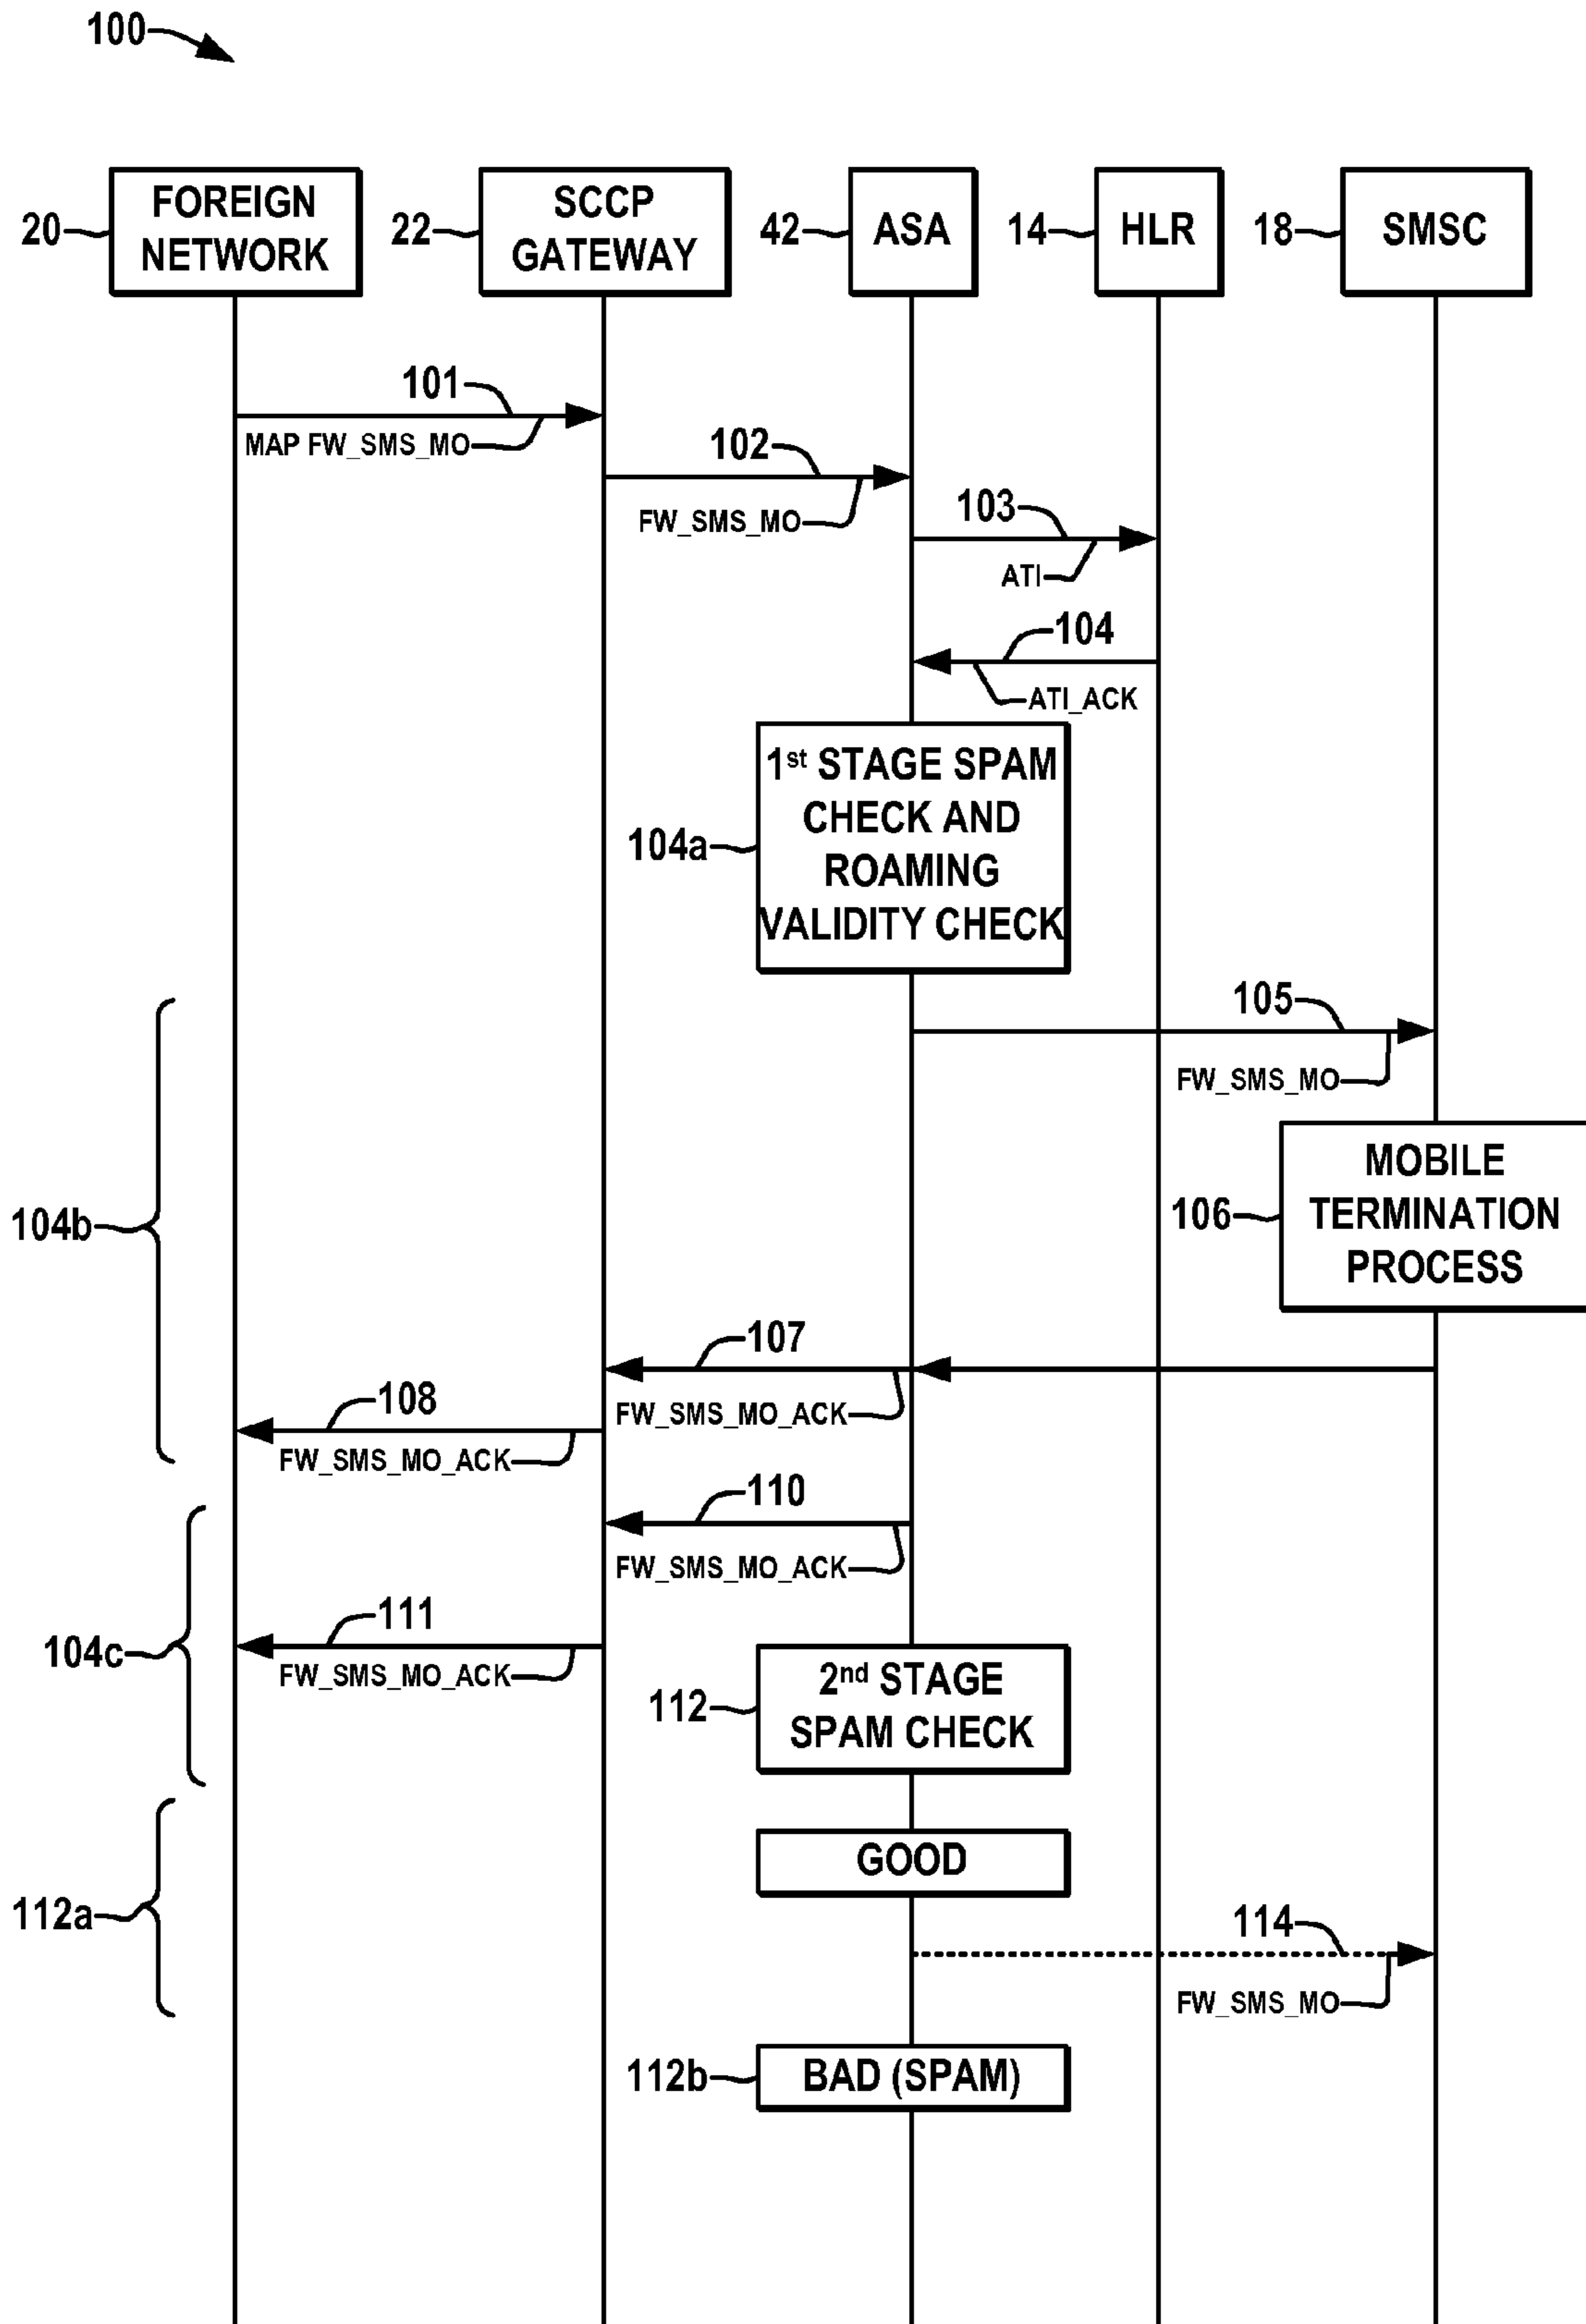 100
20
FOREIGN
NETWORK
22
SCCP
GATEWAY
42
ASA
14
HLR
18
SMSC
101
MAP FW_SMS_MO
102
FW_SMS_MO
103
ATI
104
ATI_ACK
104a
1st STAGE SPAM
CHECK AND
ROAMING
VALIDITY CHECK
105
FW_SMS_MO
104b
106
MOBILE
TERMINATION
PROCESS
107
FW_SMS_MO_ACK
108
FW_SMS_MO_ACK
110
FW_SMS_MO_ACK
104c
111
FW_SMS_MO_ACK
112
2nd STAGE
SPAM CHECK
GOOD
112a
114
FW_SMS_MO
112b
BAD (SPAM)